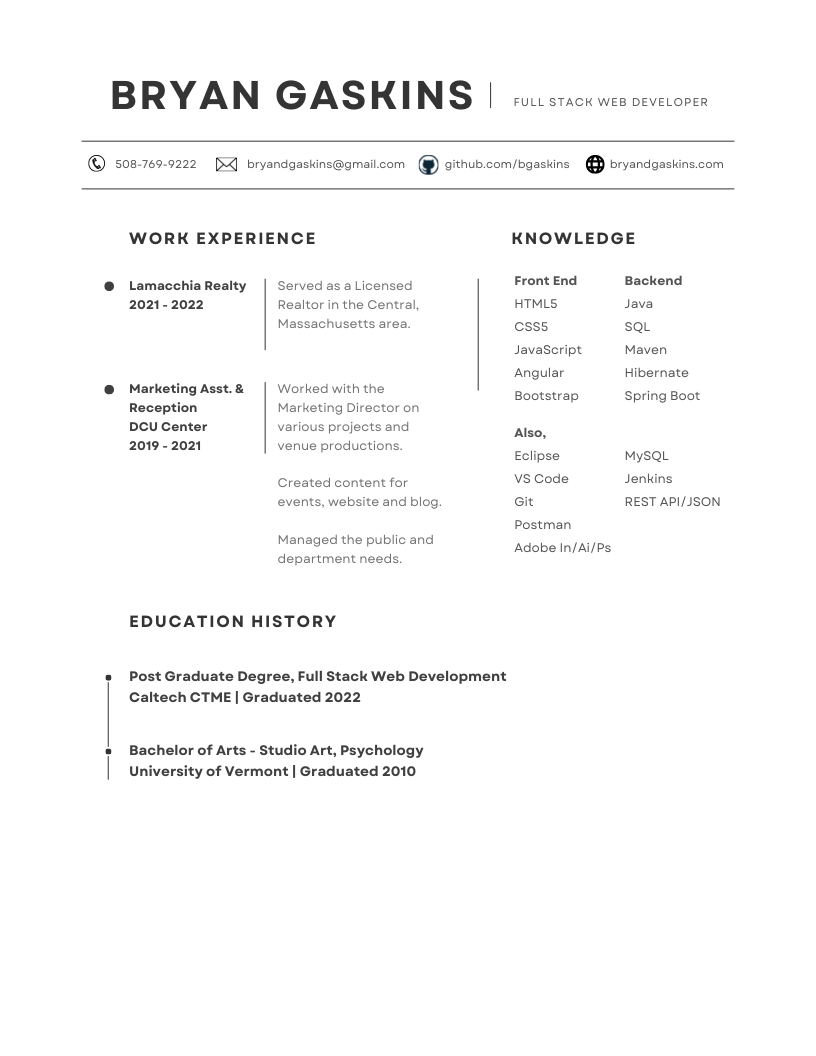 BRYAN GASKINS
FULL STACK WEB DEVELOPER
508-769-9222
bryandgaskins@gmail.com
github.com/bgaskins
bryandgaskins.com
WORK EXPERIENCE
Lamacchia Realty
2021 - 2022
Served as a Licensed
Realtor in the Central,
Massachusetts area.
Marketing Asst. &
Reception
DCU Center
2019 - 2021
Worked with the
Marketing Director on
various projects and
venue productions.
Created content for
events, website and blog.
Managed the public and
department needs.
KNOWLEDGE
Front End
HTML5
CSS5
JavaScript
Angular
Bootstrap
Backend
Java
SQL
Maven
Hibernate
Spring Boot
Also,
Eclipse
VS Code
Git
Postman
Adobe In/Ai/Ps
MySQL
Jenkins
REST API/JSON
EDUCATION HISTORY
Post Graduate Degree, Full Stack Web Development
Caltech CTME | Graduated 2022
Bachelor of Arts - Studio Art, Psychology
University of Vermont | Graduated 2010